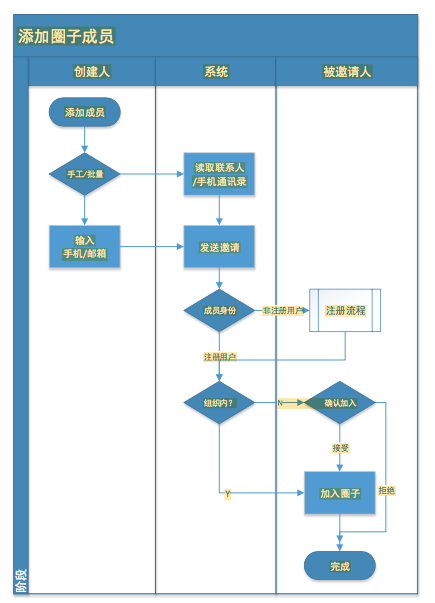 添加圈子成员
创建人
系统
被邀请人
添加成员
手工/批量
读取联系人
/手机通讯录
输入
手机/邮箱
发送邀请
成员身份
非注册用户
注册流程
注册用户
组织内?
N
确认加入
接受
拒绝
Y
加入圈子
完成
阶段